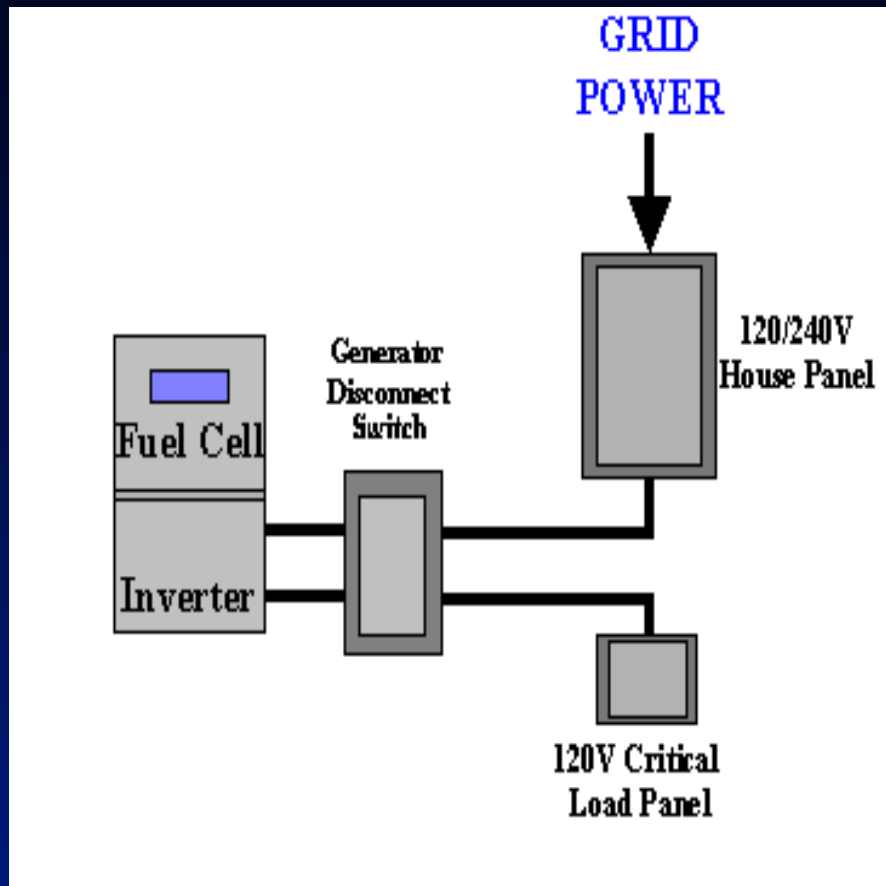 GRID
POWER
120/240V
House Panel
Generator
Disconnect
Switch
Fuel Cell
Inverter
120V Critical
Load Panel